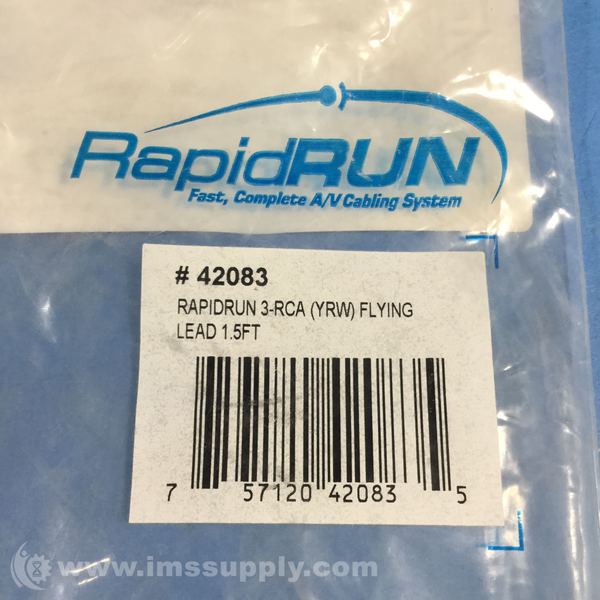 RapidRUN
Fast, Complete A/V Cabling System
# 42083
RAPIDRUN 3-RCA (YRW) FLYING
LEAD 1.5FT
7 57120 42083 5
www.imssupply.com